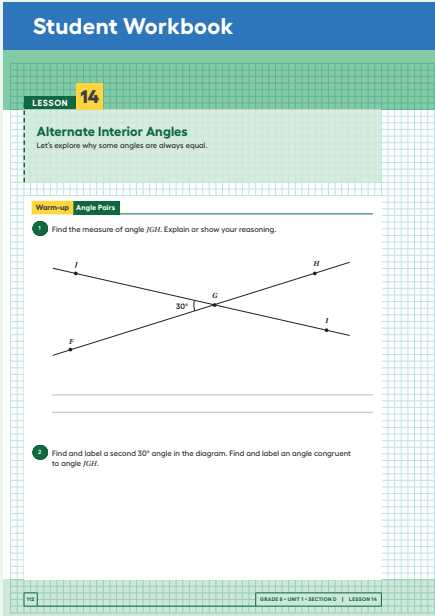 Student Workbook
LESSON 14
Alternate Interior Angles
Let's explore why some angles are always equal.
Warm-up Angle Pairs
1 Find the measure of angle JGH. Explain or show your reasoning.
J
H
G
30°
I
F
2 Find and label a second 30° angle in the diagram. Find and label an angle congruent
to angle JGH.
112
GRADE 8 • UNIT 1 • SECTION D | LESSON 14